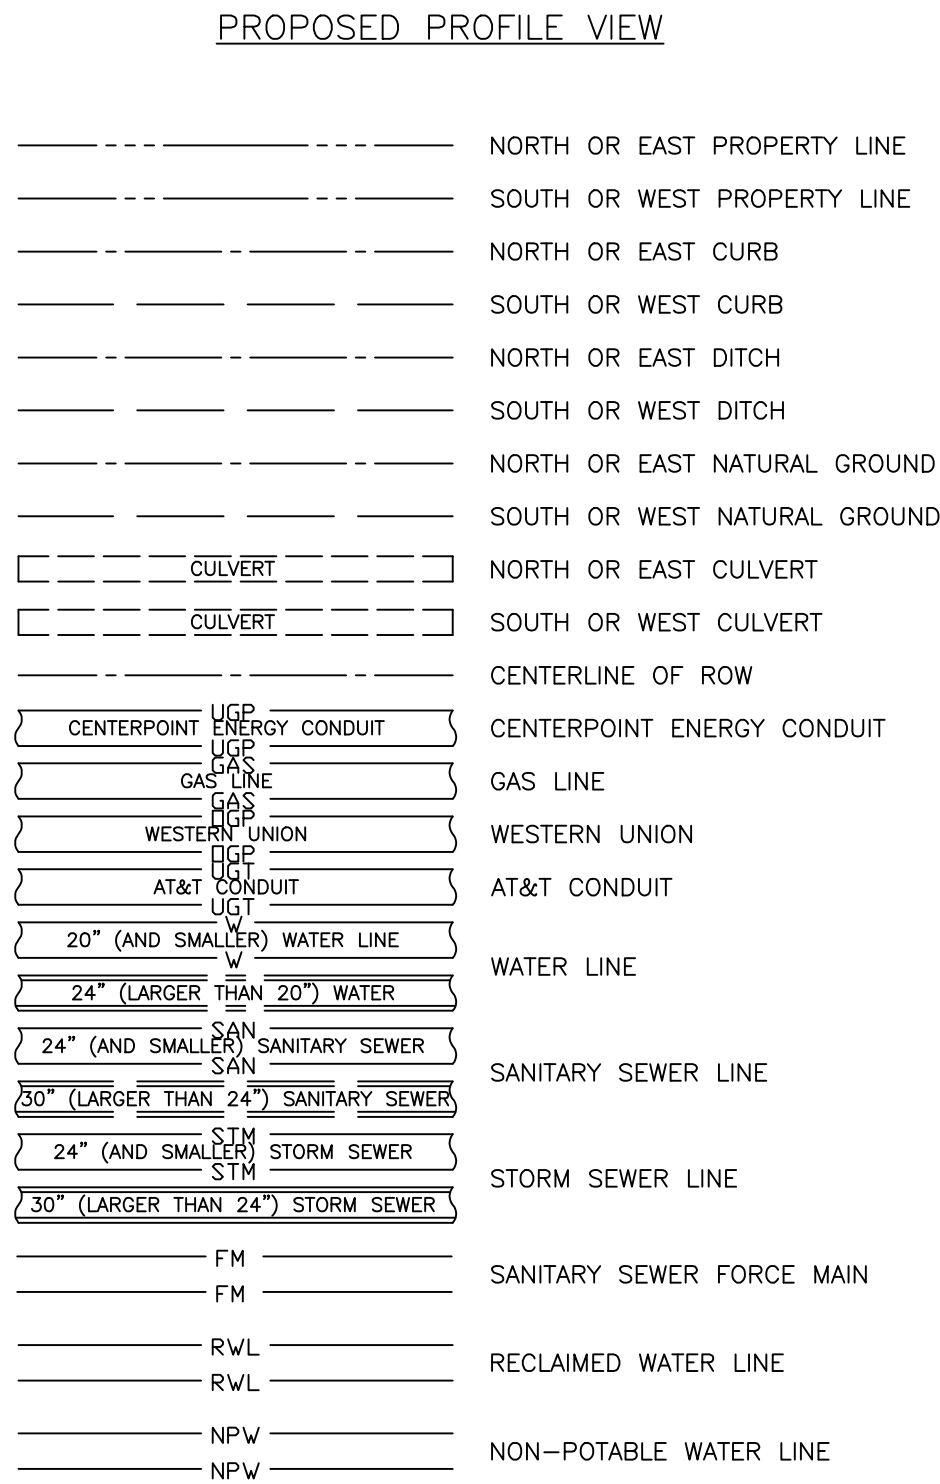 PROPOSED PROFILE VIEW
NORTH OR EAST PROPERTY LINE
SOUTH OR WEST PROPERTY LINE
NORTH OR EAST CURB
SOUTH OR WEST CURB
NORTH OR EAST DITCH
SOUTH OR WEST DITCH
NORTH OR EAST NATURAL GROUND
SOUTH OR WEST NATURAL GROUND
CULVERT
NORTH OR EAST CULVERT
CULVERT
SOUTH OR WEST CULVERT
CENTERLINE OF ROW
UGP
CENTERPOINT ENERGY CONDUIT
UGP
CENTERPOINT ENERGY CONDUIT
GAS
GAS LINE
GAS
GAS LINE
WESTERN UNION
WESTERN UNION
UGT
AT&T CONDUIT
UGT
AT&T CONDUIT
W
20" (AND SMALLER) WATER LINE
W
24" (LARGER THAN 20") WATER
WATER LINE
SAN
24" (AND SMALLER) SANITARY SEWER
SAN
30" (LARGER THAN 24") SANITARY SEWER
SANITARY SEWER LINE
STM
24" (AND SMALLER) STORM SEWER
STM
30" (LARGER THAN 24") STORM SEWER
STORM SEWER LINE
FM
FM
SANITARY SEWER FORCE MAIN
RWL
RWL
RECLAIMED WATER LINE
NPW
NPW
NON-POTABLE WATER LINE